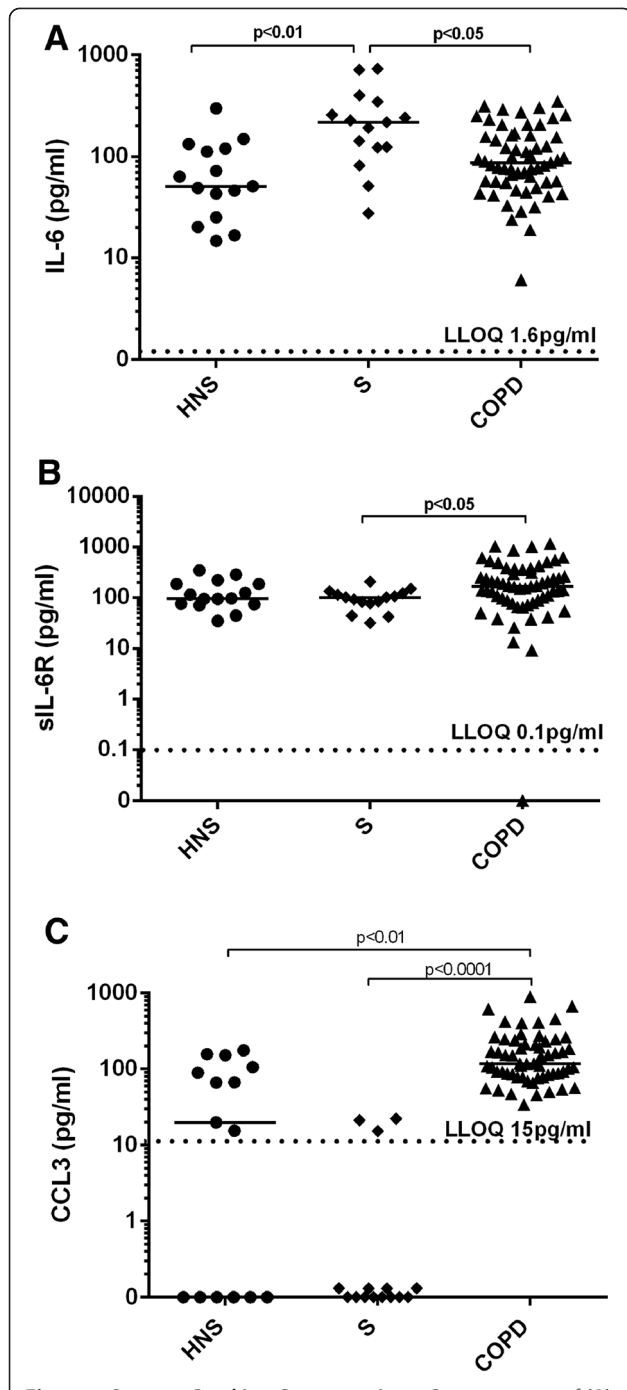 A
p<0.01
p<0.05
1000
100
10
0
IL-6 (pg/ml)
LLOQ 1.6pg/ml
HNS
S
COPD
B
p<0.05
10000
1000
100
10
1
0.1
0
sIL-6R (pg/ml)
LLOQ 0.1pg/ml
HNS
S
COPD
C
p<0.01
p<0.0001
1000
100
10
1
0
CCL3 (pg/ml)
LLOQ 15pg/ml
HNS
S
COPD